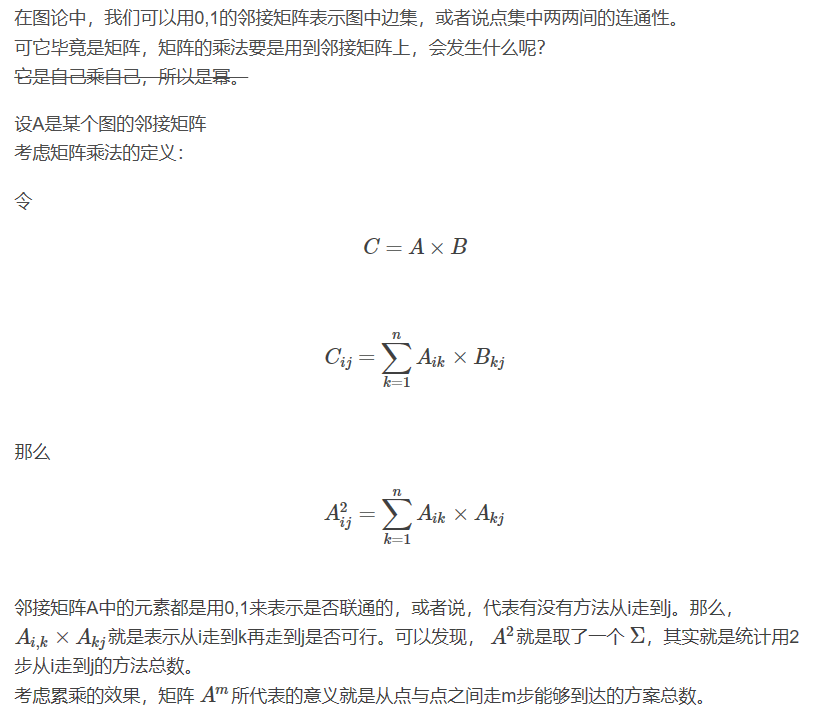 在图论中，我们可以用0,1的邻接矩阵表示图中边集，或者说点集中两两间的连通性。
可它毕竟是矩阵，矩阵的乘法要是用到邻接矩阵上，会发生什么呢？
它是自己乘自己，所以是幂。
设A是某个图的邻接矩阵
考虑矩阵乘法的定义：
令
$C = A \times B$
$C_{ij} = \sum_{k=1}^{n} A_{ik} \times B_{kj}$
那么
$A_{ij}^{2} = \sum_{k=1}^{n} A_{ik} \times A_{kj}$
邻接矩阵A中的元素都是用0,1来表示是否联通的，或者说，代表有没有方法从i走到j。那么，
$A_{i,k} \times A_{kj}$就是表示从i走到k再走到j是否可行。可以发现， $A^{2}$就是取了一个 $\Sigma$，其实就是统计用2
步从i走到j的方法总数。
考虑累乘的效果，矩阵 $A^{m}$所代表的意义就是从点与点之间走m步能够到达的方案总数。